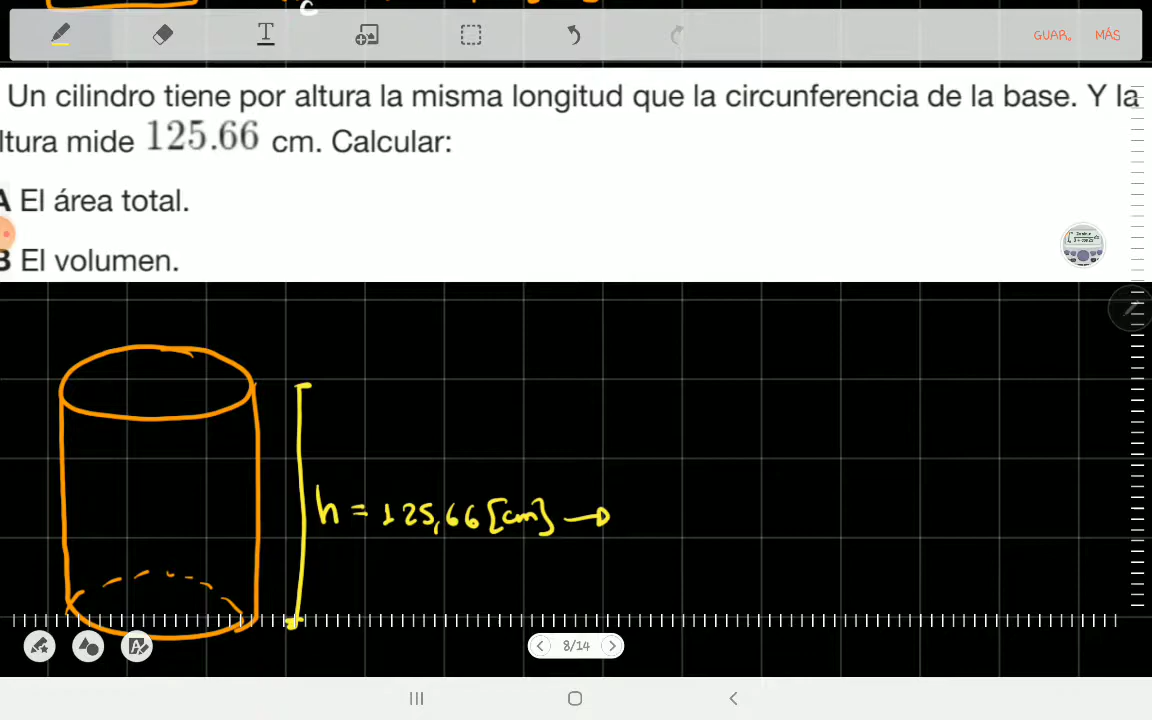 c
T
GUAR. MÁS
Un cilindro tiene por altura la misma longitud que la circunferencia de la base. Y la
ltura mide 125.66 cm. Calcular:
A El área total.
B El volumen.
h = 125,66 [cm] →
8/14